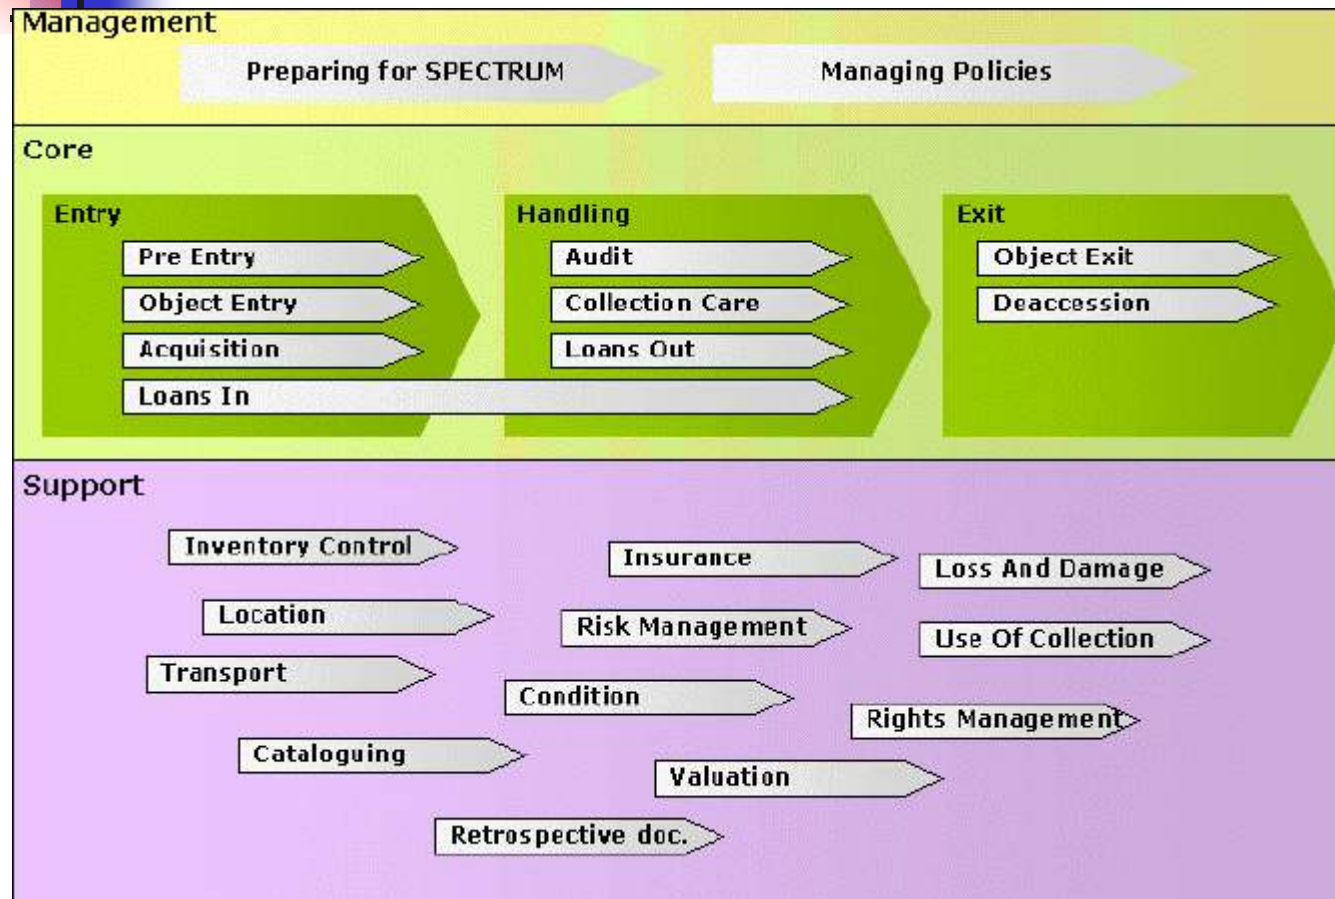 Management
Preparing for SPECTRUM
Managing Policies
Core
Entry
Pre Entry
Object Entry
Acquisition
Loans In
Handling
Audit
Collection Care
Loans Out
Exit
Object Exit
Deaccession
Support
Inventory Control
Insurance
Loss And Damage
Location
Risk Management
Use Of Collection
Transport
Condition
Rights Management
Cataloguing
Valuation
Retrospective doc.